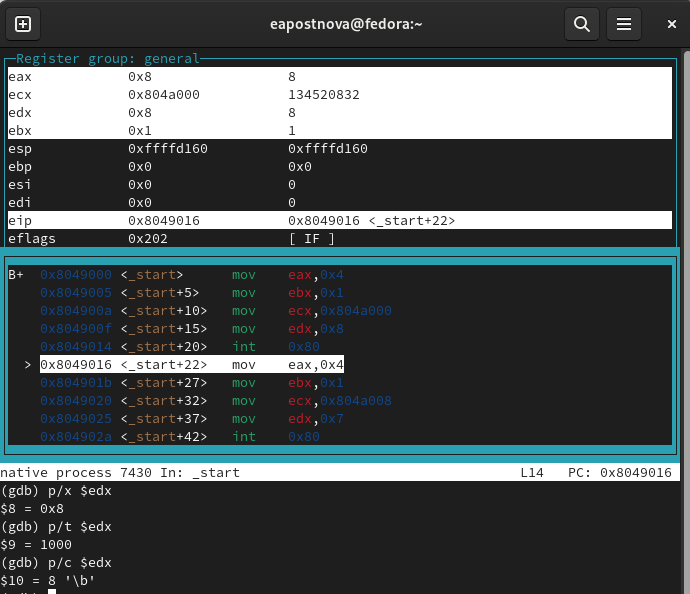 eapostnova@fedora:~
Register group: general
eax 0x8 8
ecx 0x804a000 134520832
edx 0x8 8
ebx 0x1 1
esp 0xffffd160 0xffffd160
ebp 0x0 0x0
esi 0x0 0
edi 0x0 0
eip 0x8049016 0x8049016 <_start+22>
eflags 0x202 [ IF ]
B+ 0x8049000 <_start> mov eax,0x4
0x8049005 <_start+5> mov ebx,0x1
0x804900a <_start+10> mov ecx,0x804a000
0x804900f <_start+15> mov edx,0x8
0x8049014 <_start+20> int 0x80
> 0x8049016 <_start+22> mov eax,0x4
0x804901b <_start+27> mov ebx,0x1
0x8049020 <_start+32> mov ecx,0x804a008
0x8049025 <_start+37> mov edx,0x7
0x804902a <_start+42> int 0x80
native process 7430 In: _start L14 PC: 0x8049016
(gdb) p/x $edx
$8 = 0x8
(gdb) p/t $edx
$9 = 1000
(gdb) p/c $edx
$10 = 8 '\b'